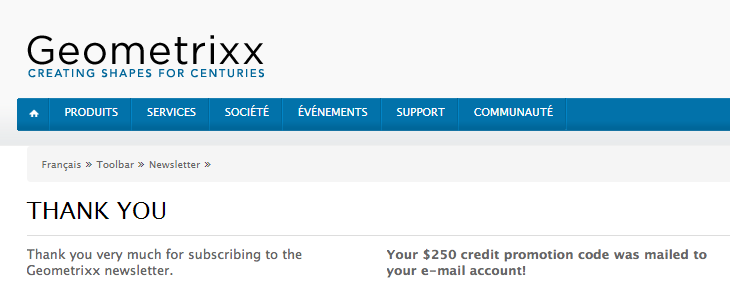 Geometrixx
CREATING SHAPES FOR CENTURIES
PRODUITS SERVICES SOCIÉTÉ ÉVÉNEMENTS SUPPORT COMMUNAUTÉ
Français » Toolbar » Newsletter »
THANK YOU
Thank you very much for subscribing to the
Geometrixx newsletter.
Your $250 credit promotion code was mailed to
your e-mail account!